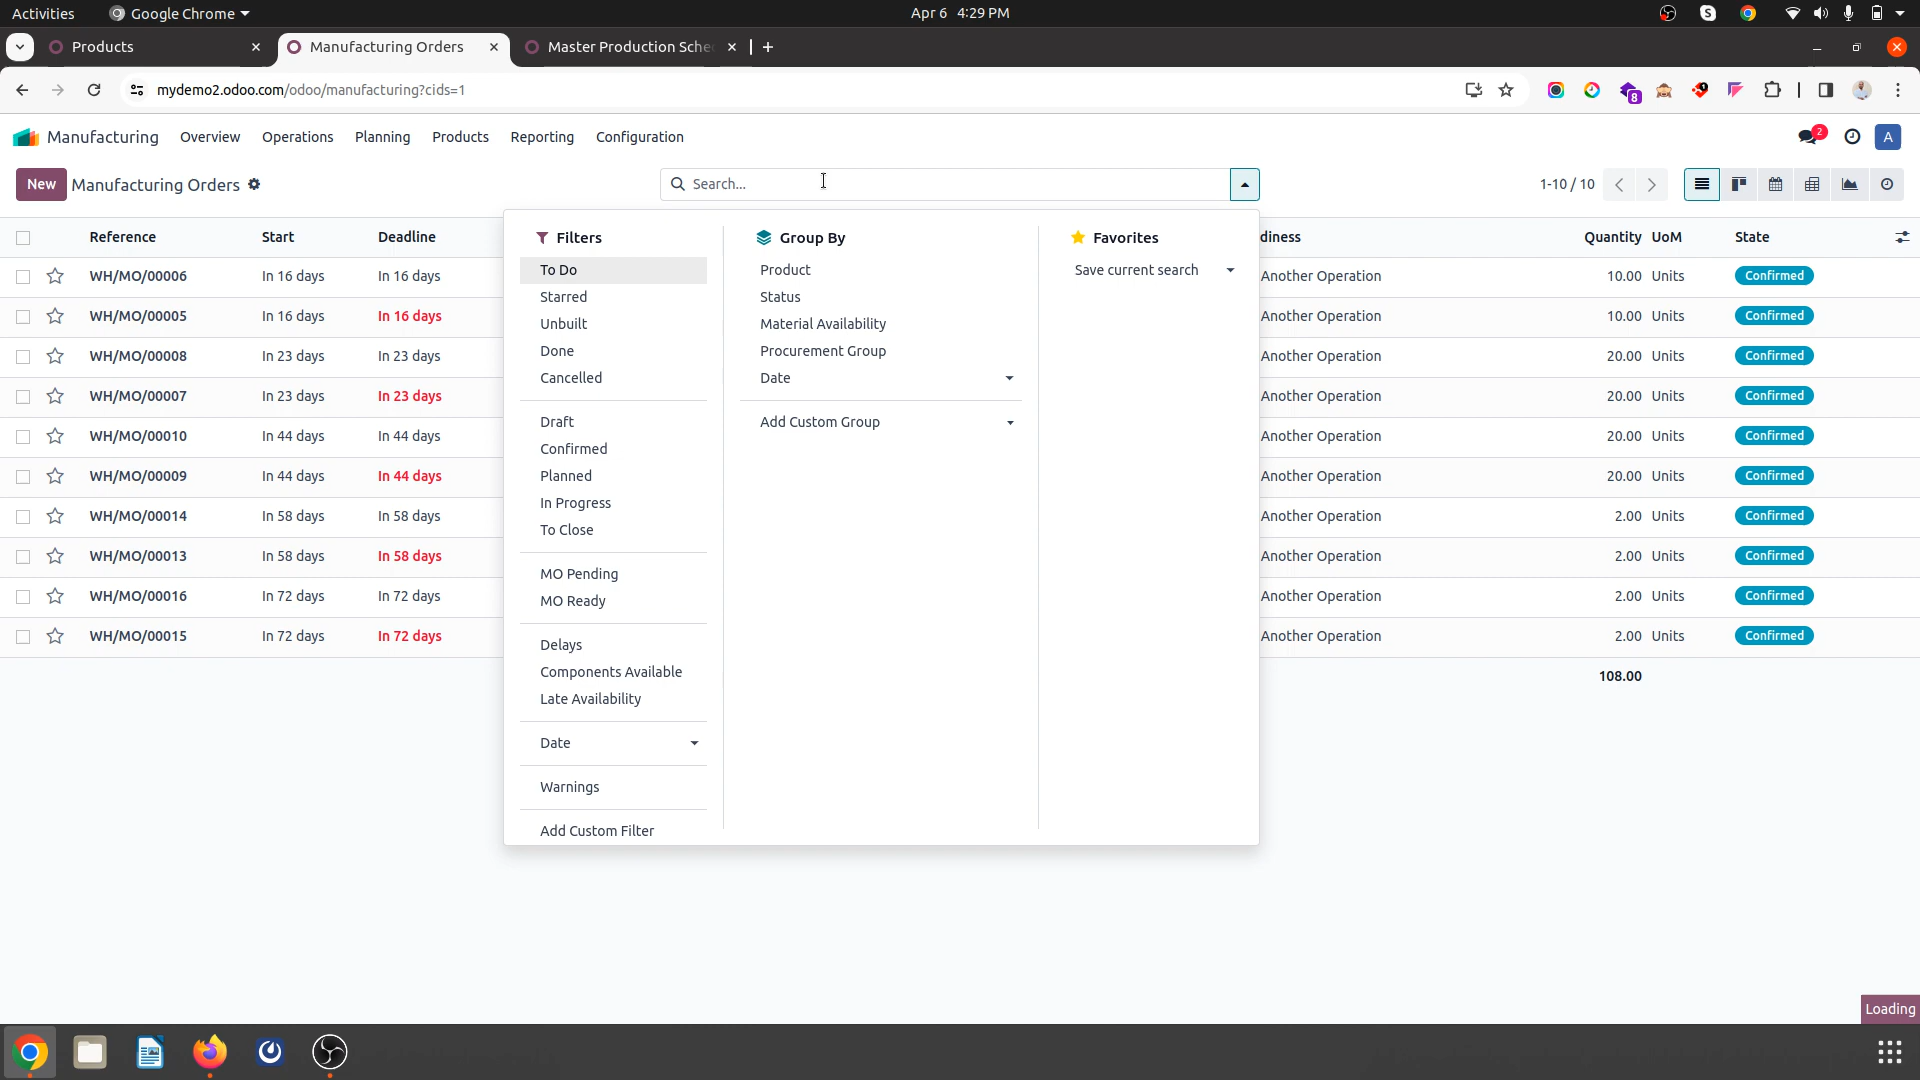 Activities Google Chrome Apr 6 4:29 PM
Products Manufacturing Orders Master Production Sche
mydemo2.odoo.com/odoo/manufacturing?cids=1 8
Manufacturing Overview Operations Planning Products Reporting Configuration 2 A
New Manufacturing Orders Search... 1-10 / 10
Reference Start Deadline diness Quantity UoM State
WH/MO/00006 In 16 days In 16 days Another Operation 10.00 Units Confirmed
WH/MO/00005 In 16 days In 16 days Another Operation 10.00 Units Confirmed
WH/MO/00008 In 23 days In 23 days Another Operation 20.00 Units Confirmed
WH/MO/00007 In 23 days In 23 days Another Operation 20.00 Units Confirmed
WH/MO/00010 In 44 days In 44 days Another Operation 20.00 Units Confirmed
WH/MO/00009 In 44 days In 44 days Another Operation 20.00 Units Confirmed
WH/MO/00014 In 58 days In 58 days Another Operation 2.00 Units Confirmed
WH/MO/00013 In 58 days In 58 days Another Operation 2.00 Units Confirmed
WH/MO/00016 In 72 days In 72 days Another Operation 2.00 Units Confirmed
WH/MO/00015 In 72 days In 72 days Another Operation 2.00 Units Confirmed
108.00
Filters
To Do
Starred
Unbuilt
Done
Cancelled
Draft
Confirmed
Planned
In Progress
To Close
MO Pending
MO Ready
Delays
Components Available
Late Availability
Date
Warnings
Add Custom Filter
Group By
Product
Status
Material Availability
Procurement Group
Date
Add Custom Group
Favorites
Save current search
Loading